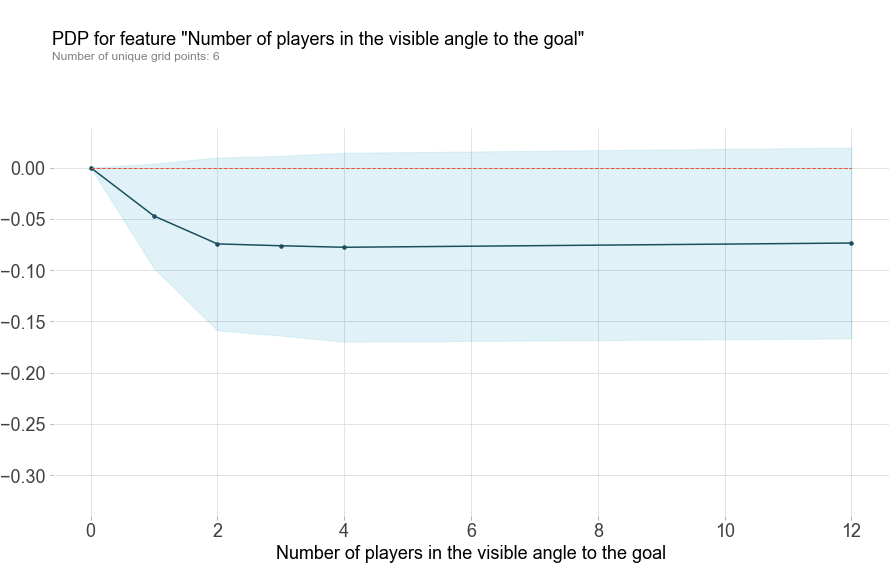 PDP for feature "Number of players in the visible angle to the goal"
Number of unique grid points: 6
0.00
−0.05
−0.10
−0.15
−0.20
−0.25
−0.30
0 2 4 6 8 10 12
Number of players in the visible angle to the goal